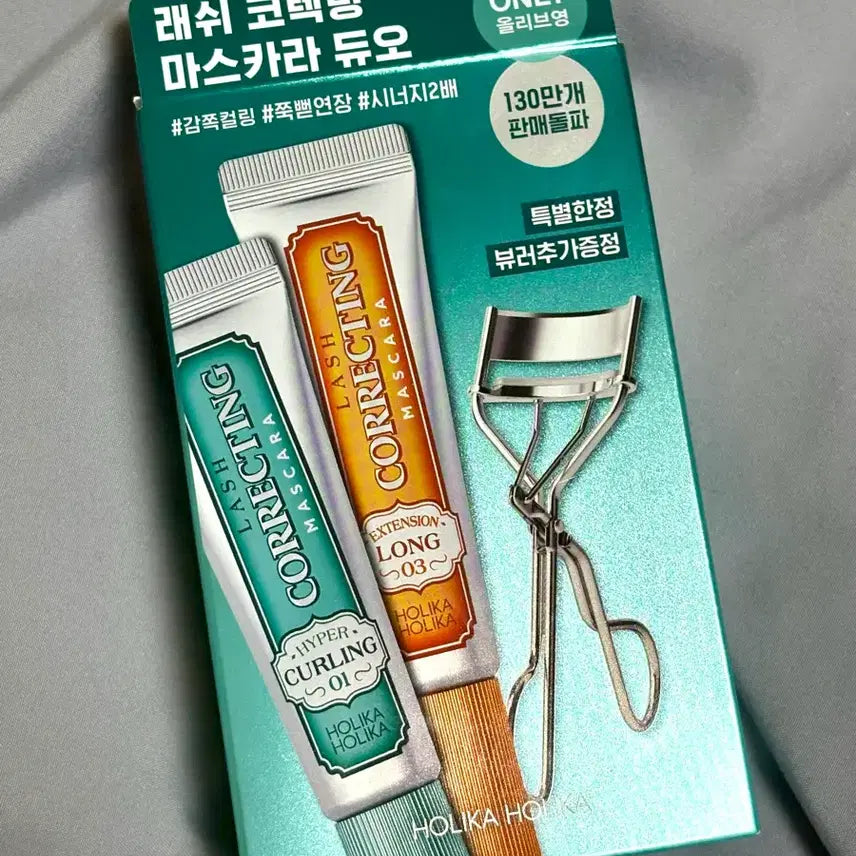 래쉬 코렉팅
마스카라 듀오
#감쪽컬링 #쭉뻗연장 #시너지2배
ONLY
올리브영
130만개
판매돌파
특별한정
뷰러추가증정
LASH
CORRECTING
MASCARA
EXTENSION
LONG
03
HOLIKA
HOLIKA
LASH
CORRECTING
MASCARA
HYPER
CURLING
01
HOLIKA
HOLIKA
HOLIKA HOLIKA